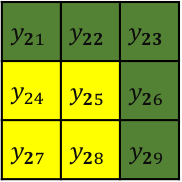 y₂₁ y₂₂ y₂₃
y₂₄ y₂₅ y₂₆
y₂₇ y₂₈ y₂₉